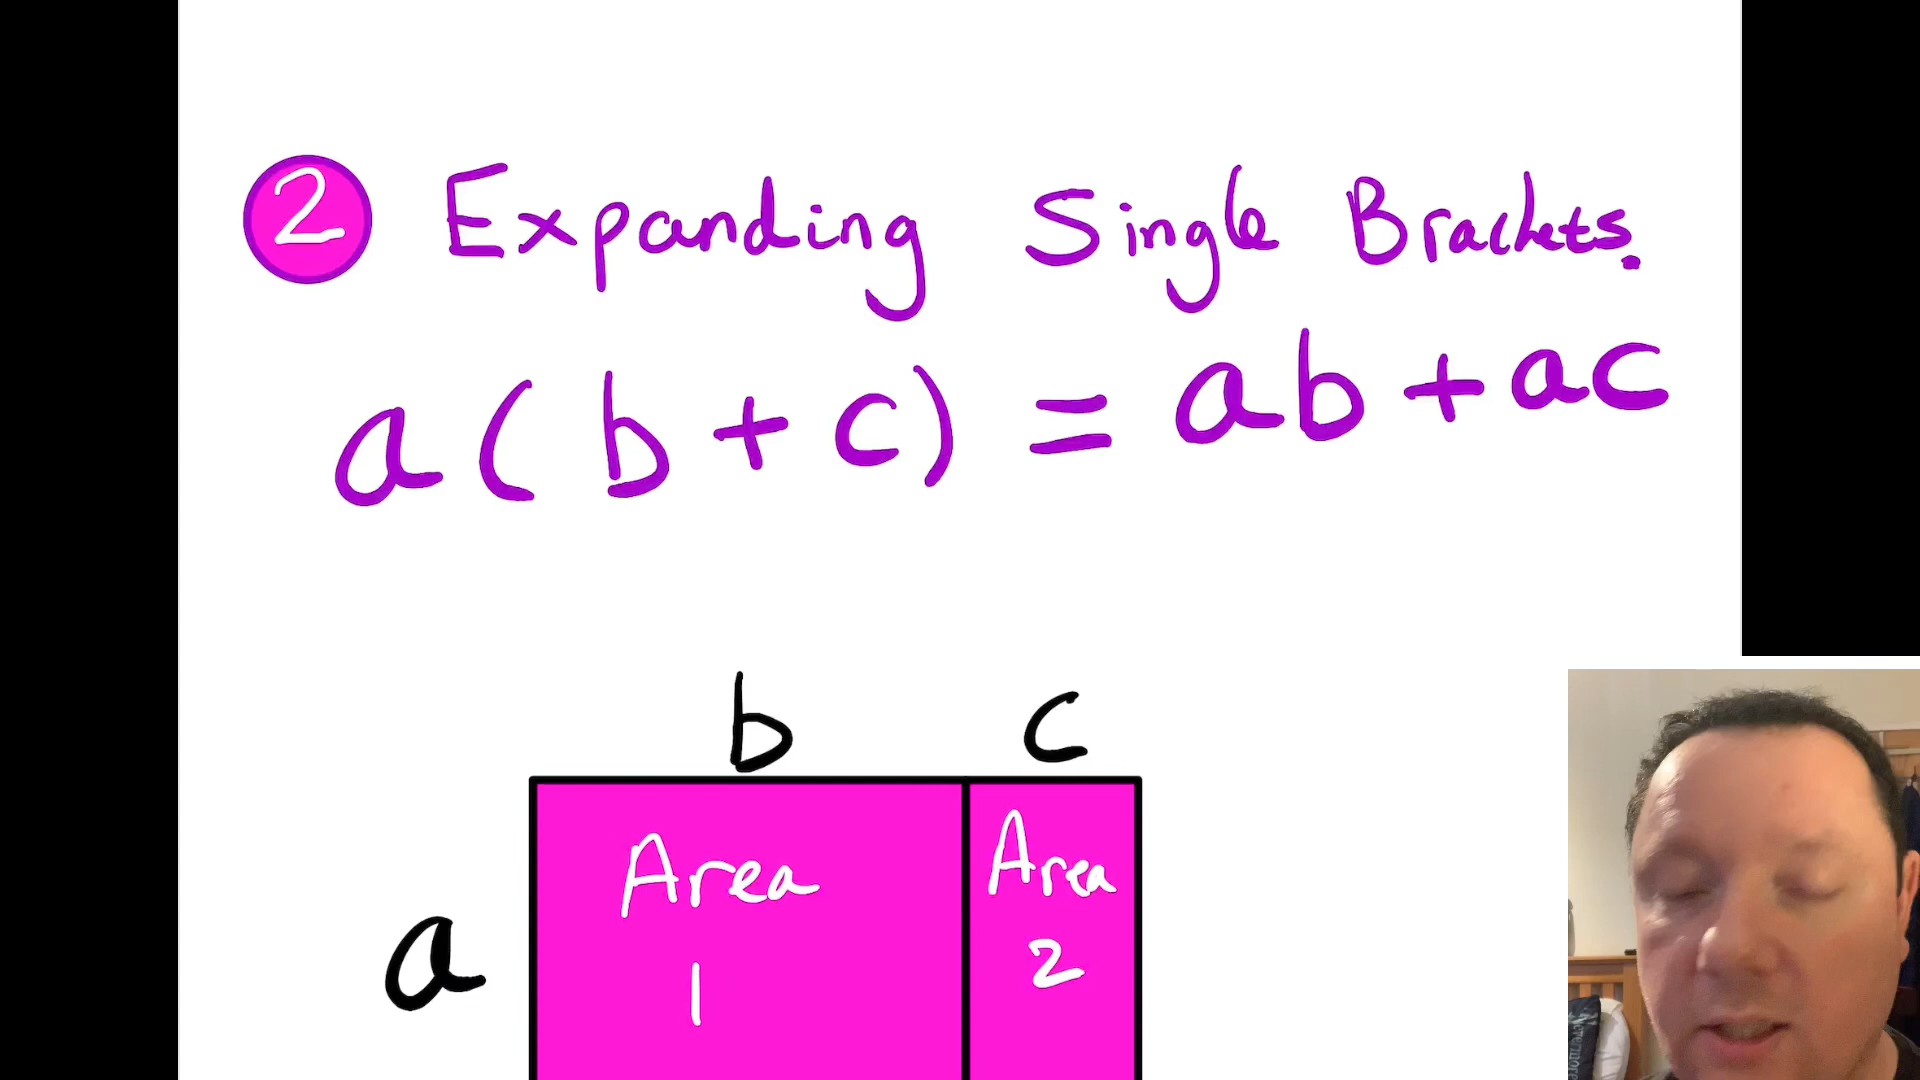 2 Expanding Single Brackets.
a(b+c) = ab+ac
b c
Area Area
a 1 2